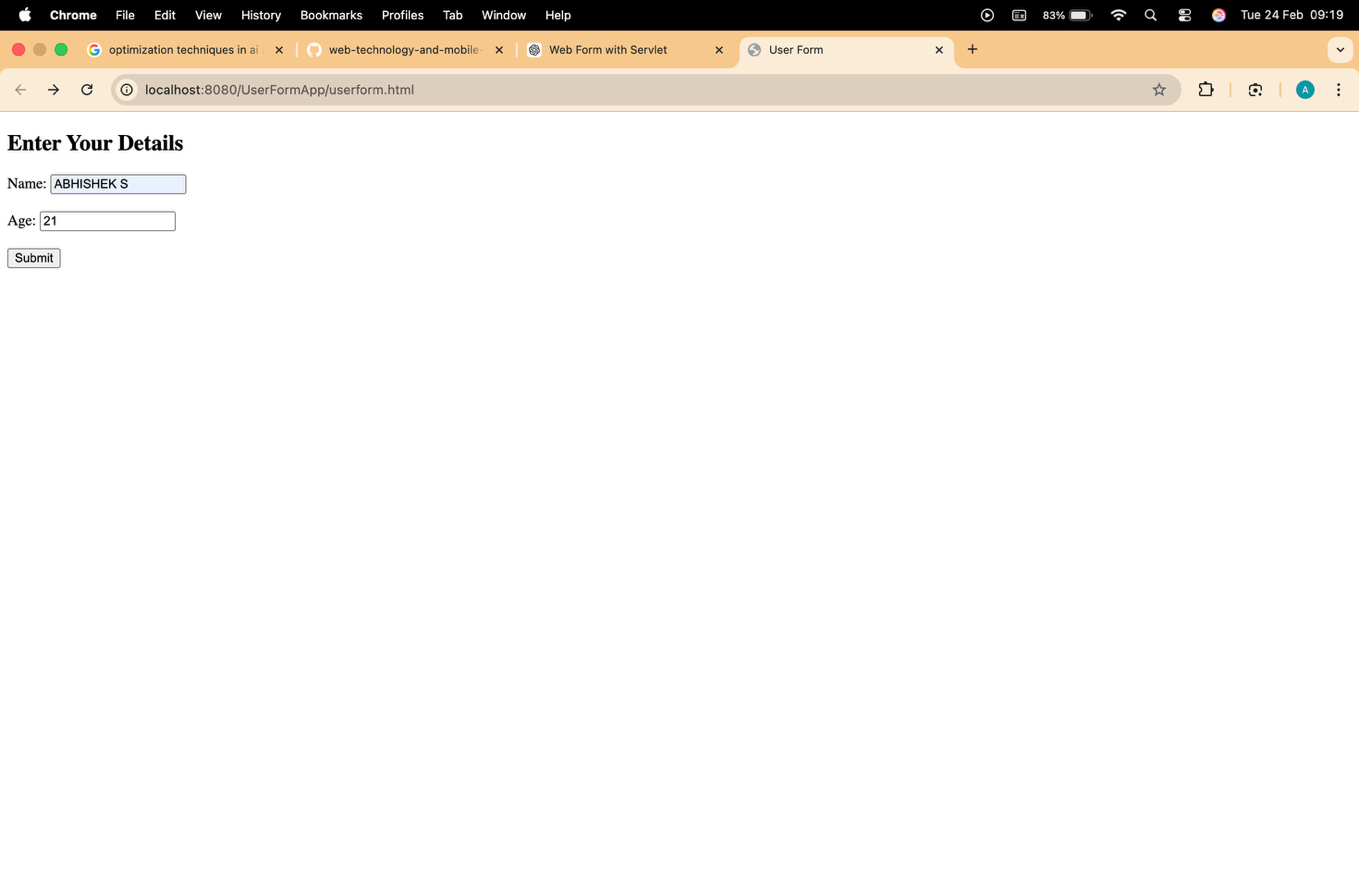 Chrome File Edit View History Bookmarks Profiles Tab Window Help 83% Tue 24 Feb 09:19
optimization techniques in ai web-technology-and-mobile- Web Form with Servlet User Form
localhost:8080/UserFormApp/userform.html A
Enter Your Details
Name: ABHISHEK S
Age: 21
Submit